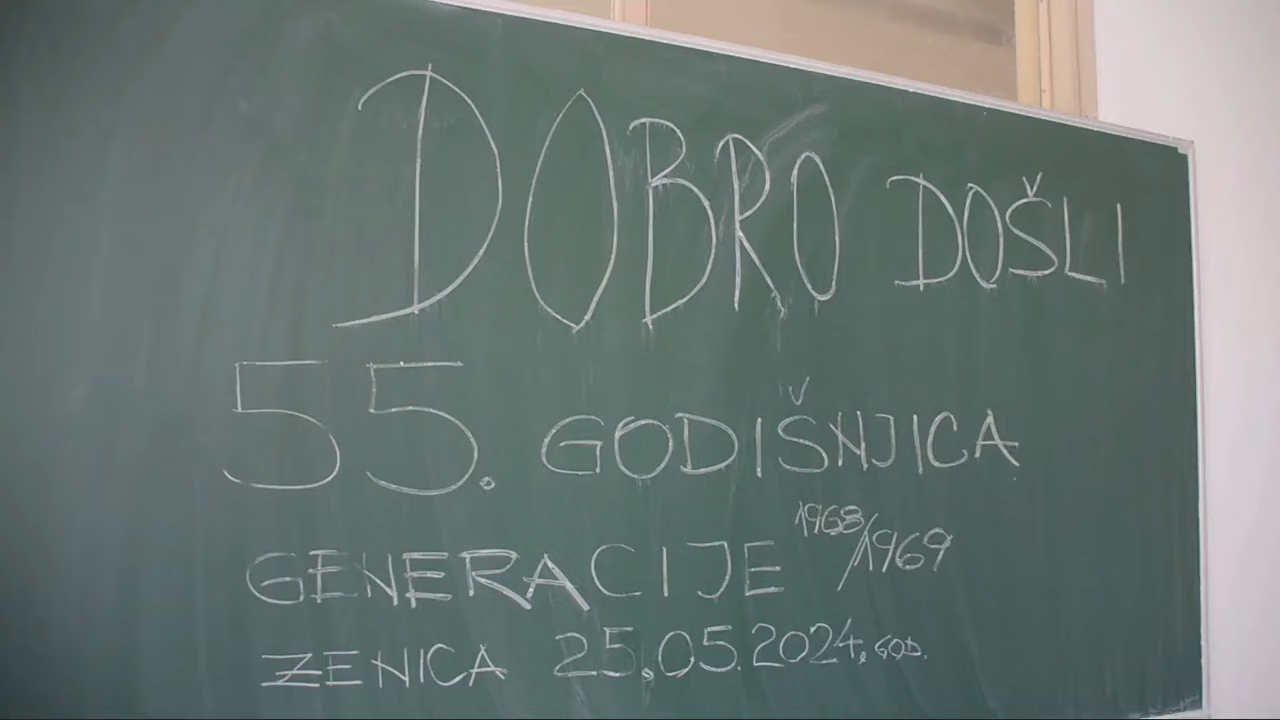 DOBRO DOŠLI
55. GODIŠNJICA
GENERACIJE 1968/1969
ZENICA 25.05.2024. GOD.